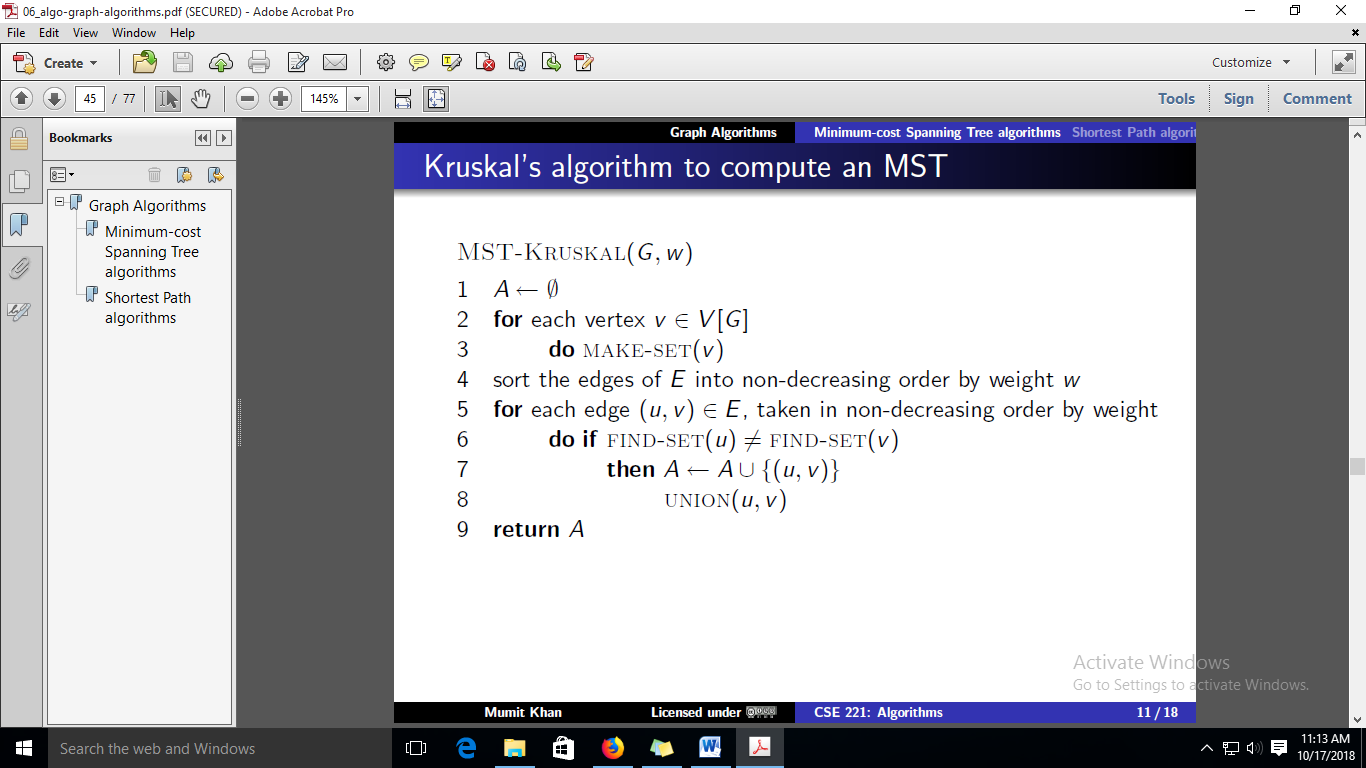 06_algo-graph-algorithms.pdf (SECURED) - Adobe Acrobat Pro
File Edit View Window Help
Create Customize
45 / 77 145% Tools Sign Comment
Bookmarks
Graph Algorithms
Minimum-cost
Spanning Tree
algorithms
Shortest Path
algorithms
Graph Algorithms Minimum-cost Spanning Tree algorithms Shortest Path algori
Kruskal's algorithm to compute an MST
MST-KRUSKAL(G, w)
1 A ← ∅
2 for each vertex v ∈ V[G]
3 do MAKE-SET(v)
4 sort the edges of E into non-decreasing order by weight w
5 for each edge (u, v) ∈ E, taken in non-decreasing order by weight
6 do if FIND-SET(u) ≠ FIND-SET(v)
7 then A ← A ∪ {(u, v)}
8 UNION(u, v)
9 return A
Activate Windows
Go to Settings to activate Windows.
Mumit Khan Licensed under CSE 221: Algorithms 11 / 18
Search the web and Windows
11:13 AM
10/17/2018